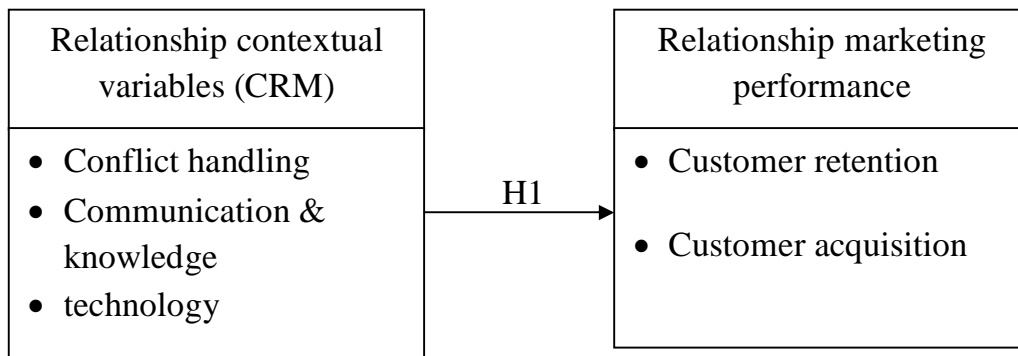 Relationship contextual
variables (CRM)
• Conflict handling
• Communication &
knowledge
• technology
H1
Relationship marketing
performance
• Customer retention
• Customer acquisition